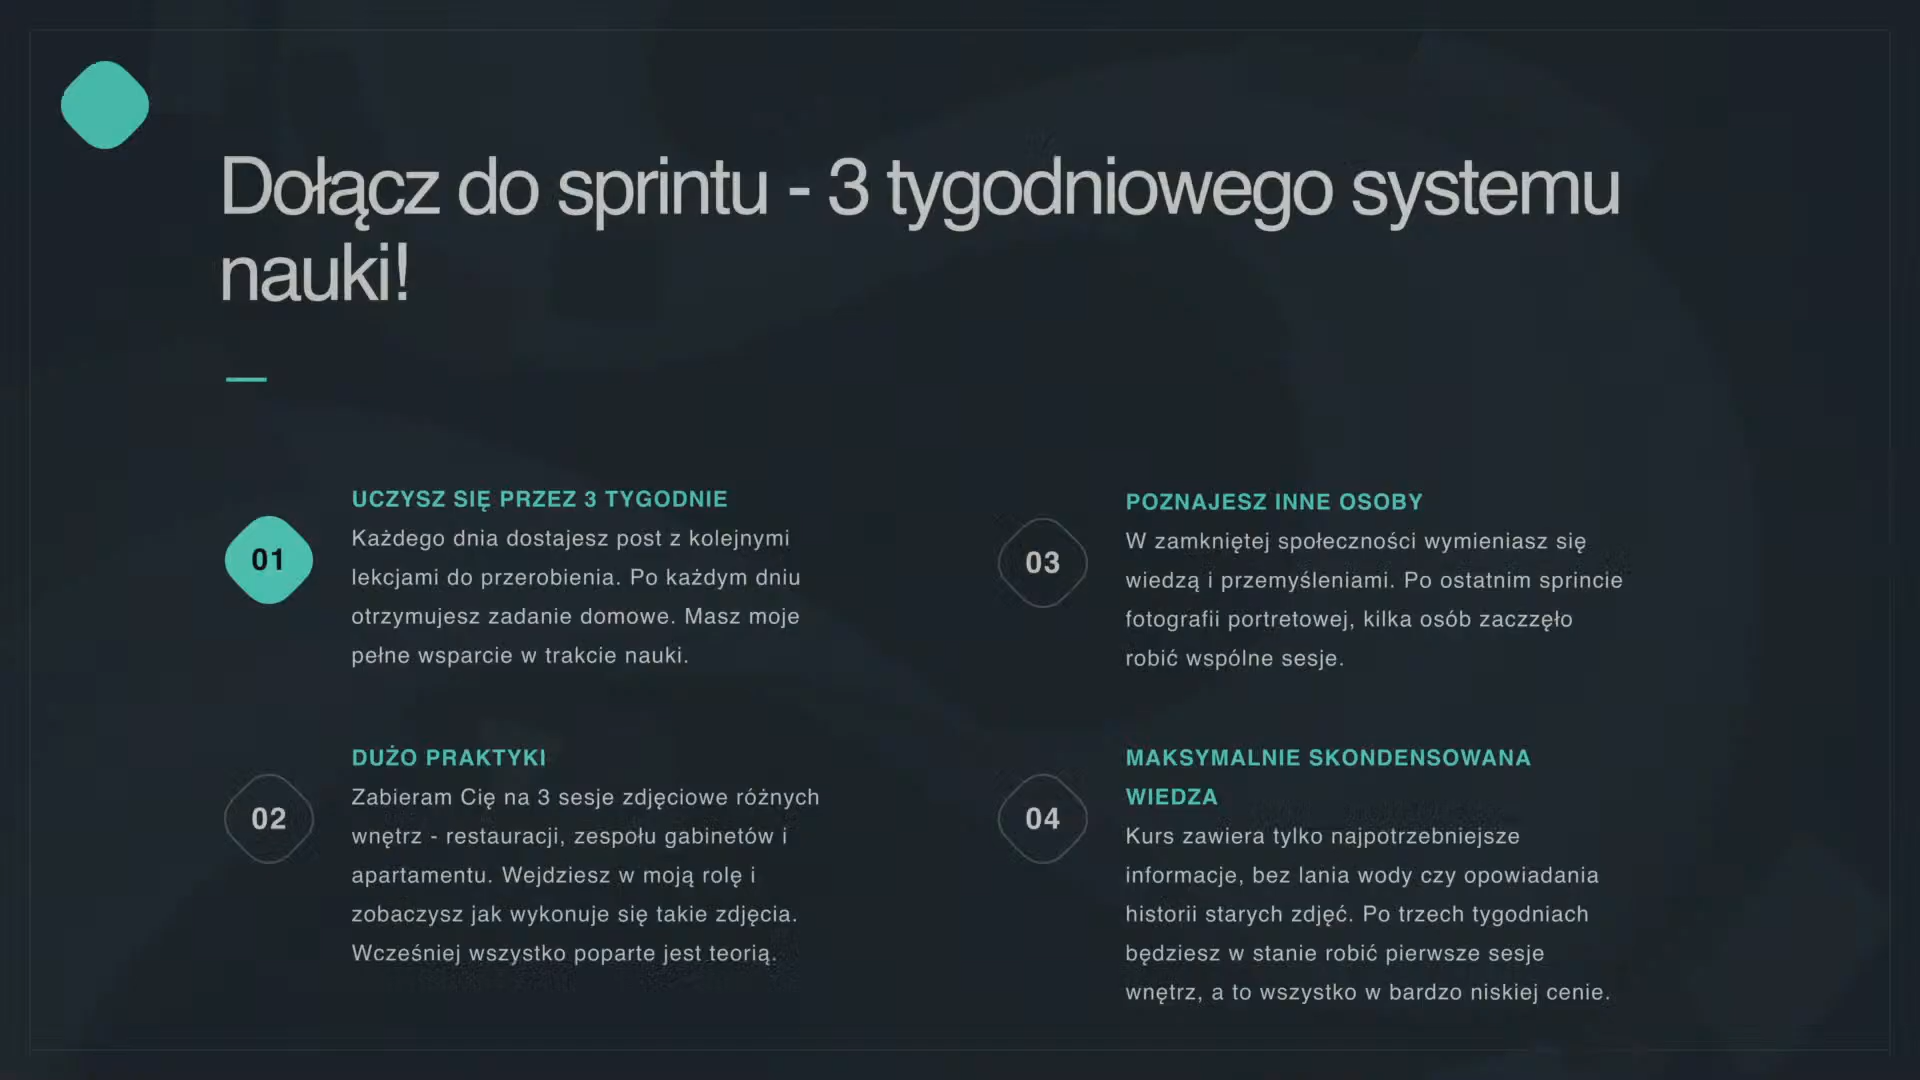 Dołącz do sprintu - 3 tygodniowego systemu
nauki!
01
UCZYSZ SIĘ PRZEZ 3 TYGODNIE
Każdego dnia dostajesz post z kolejnymi
lekcjami do przerobienia. Po każdym dniu
otrzymujesz zadanie domowe. Masz moje
pełne wsparcie w trakcie nauki.
02
DUŻO PRAKTYKI
Zabieram Cię na 3 sesje zdjęciowe różnych
wnętrz - restauracji, zespołu gabinetów i
apartamentu. Wejdziesz w moją rolę i
zobaczysz jak wykonuje się takie zdjęcia.
Wcześniej wszystko poparte jest teorią.
03
POZNAJESZ INNE OSOBY
W zamkniętej społeczności wymieniasz się
wiedzą i przemyśleniami. Po ostatnim sprincie
fotografii portretowej, kilka osób zaczzęło
robić wspólne sesje.
04
MAKSYMALNIE SKONDENSOWANA
WIEDZA
Kurs zawiera tylko najpotrzebniejsze
informacje, bez lania wody czy opowiadania
historii starych zdjęć. Po trzech tygodniach
będziesz w stanie robić pierwsze sesje
wnętrz, a to wszystko w bardzo niskiej cenie.